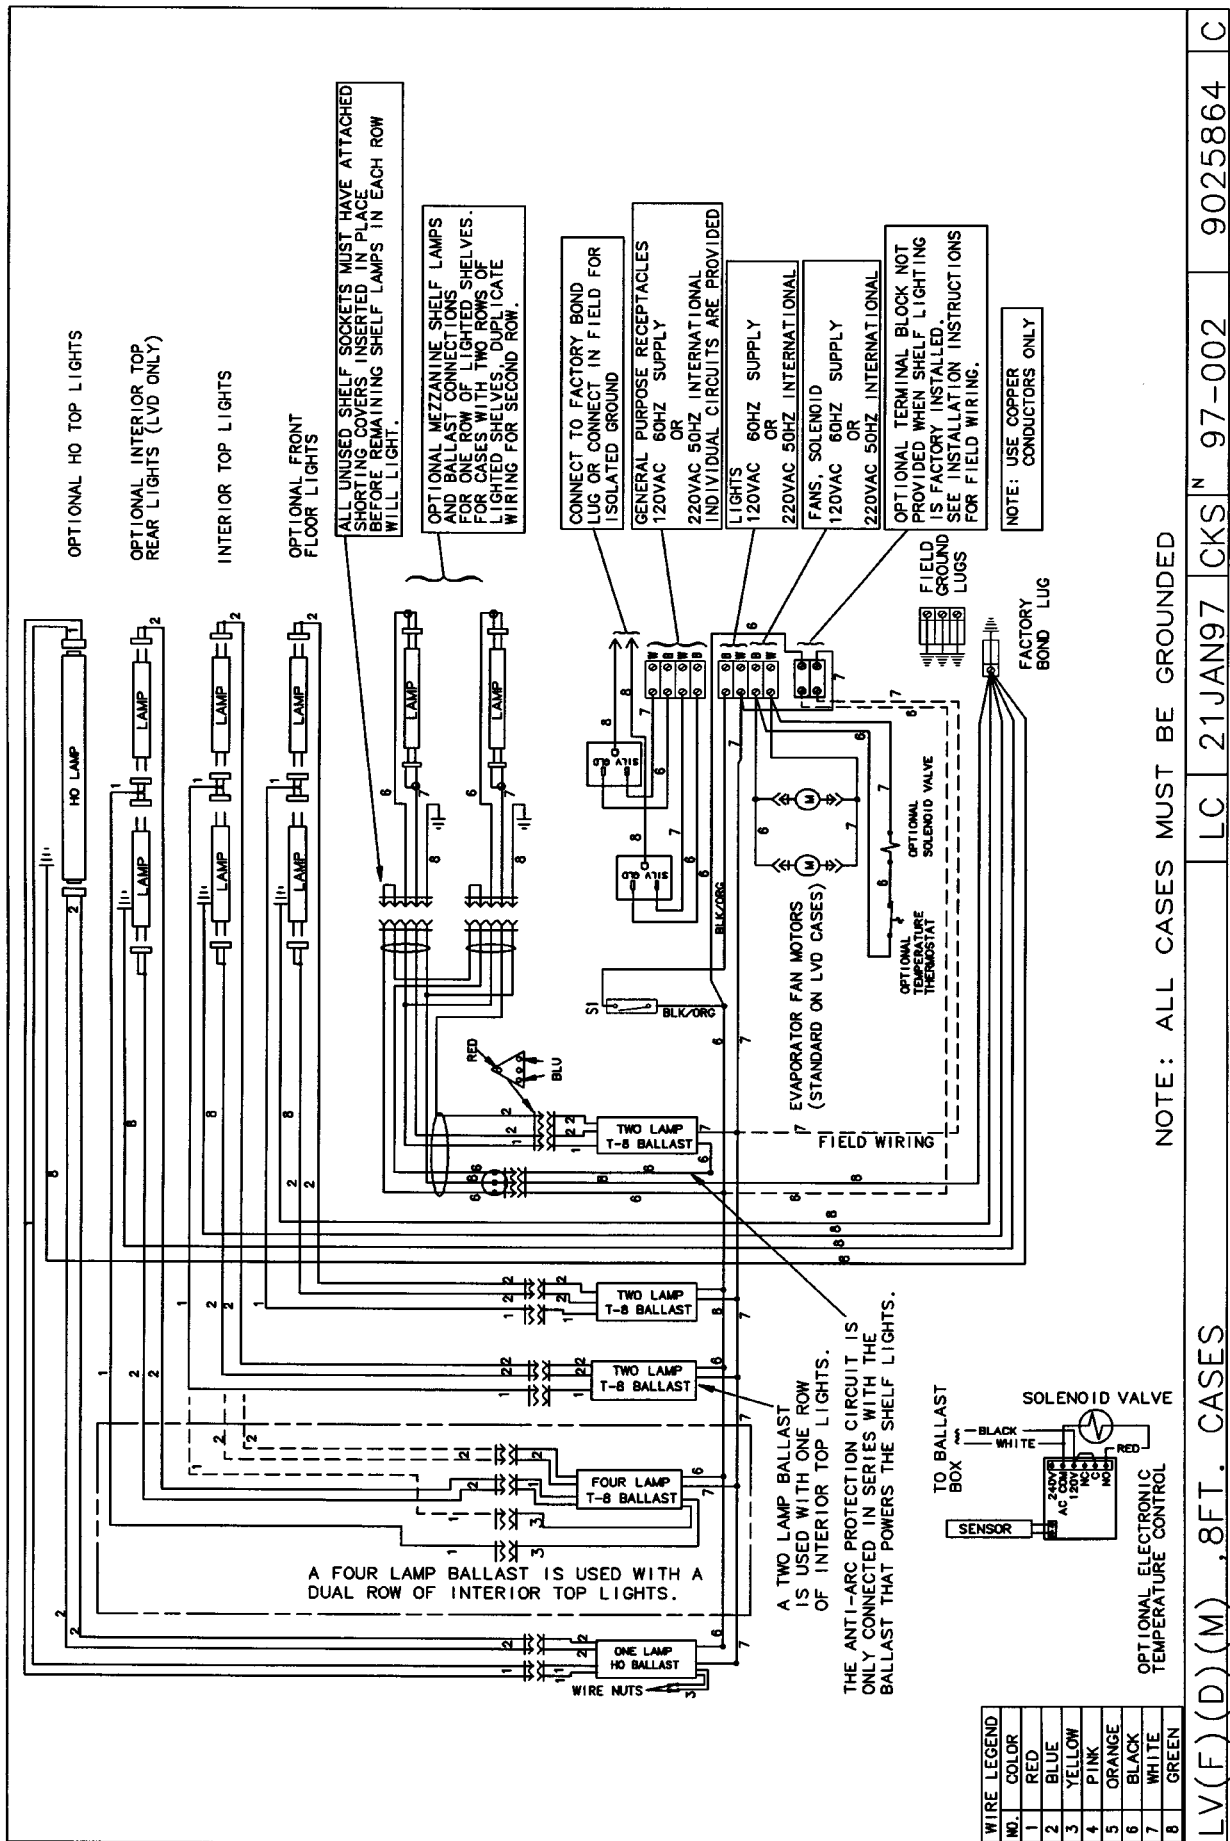 OPTIONAL HO TOP LIGHTS
OPTIONAL INTERIOR TOP
REAR LIGHTS (LVD ONLY)
INTERIOR TOP LIGHTS
OPTIONAL FRONT
FLOOR LIGHTS
ALL UNUSED SHELF SOCKETS MUST HAVE ATTACHED
SHORTING COVERS INSERTED IN PLACE
BEFORE REMAINING SHELF LAMPS IN EACH ROW
WILL LIGHT.
OPTIONAL MEZZANINE SHELF LAMPS
AND BALLAST CONNECTIONS
FOR ONE ROW OF LIGHTED SHELVES.
FOR CASES WITH TWO ROWS OF
LIGHTED SHELVES, DUPLICATE
WIRING FOR SECOND ROW.
CONNECT TO FACTORY BOND
LUG OR CONNECT IN FIELD FOR
ISOLATED GROUND
GENERAL PURPOSE RECEPTACLES
120VAC 60HZ SUPPLY
OR
220VAC 50HZ INTERNATIONAL
INDIVIDUAL CIRCUITS ARE PROVIDED
LIGHTS
120VAC 60HZ SUPPLY
OR
220VAC 50HZ INTERNATIONAL
FANS, SOLENOID
120VAC 60HZ SUPPLY
OR
220VAC 50HZ INTERNATIONAL
OPTIONAL TERMINAL BLOCK NOT
PROVIDED WHEN SHELF LIGHTING
IS FACTORY INSTALLED.
SEE INSTALLATION INSTRUCTIONS
FOR FIELD WIRING.
NOTE: USE COPPER
CONDUCTORS ONLY
FIELD
GROUND
LUGS
FACTORY
BOND LUG
HO LAMP
LAMP
LAMP
LAMP
LAMP
LAMP
LAMP
LAMP
LAMP
SILV GLD
SILV GLD
BLK/ORG
S1
BLK/ORG
RED
BLU
EVAPORATOR FAN MOTORS
(STANDARD ON LVD CASES)
M
M
OPTIONAL
SOLENOID VALVE
OPTIONAL
TEMPERATURE
THERMOSTAT
FIELD WIRING
TWO LAMP
T-8 BALLAST
TWO LAMP
T-8 BALLAST
TWO LAMP
T-8 BALLAST
FOUR LAMP
T-8 BALLAST
ONE LAMP
HO BALLAST
WIRE NUTS
A FOUR LAMP BALLAST IS USED WITH A
DUAL ROW OF INTERIOR TOP LIGHTS.
A TWO LAMP BALLAST
IS USED WITH ONE ROW
OF INTERIOR TOP LIGHTS.
THE ANTI-ARC PROTECTION CIRCUIT IS
ONLY CONNECTED IN SERIES WITH THE
BALLAST THAT POWERS THE SHELF LIGHTS.
TO BALLAST
BOX
BLACK
WHITE
SOLENOID VALVE
RED
SENSOR
240V
AC COM
120V
NC
C
NO
OPTIONAL ELECTRONIC
TEMPERATURE CONTROL
NOTE: ALL CASES MUST BE GROUNDED
WIRE LEGEND
NO. COLOR
1 RED
2 BLUE
3 YELLOW
4 PINK
5 ORANGE
6 BLACK
7 WHITE
8 GREEN
LV(F)(D)(M) ,8FT. CASES LC 21JAN97 CKS N 97-002 9025864 C